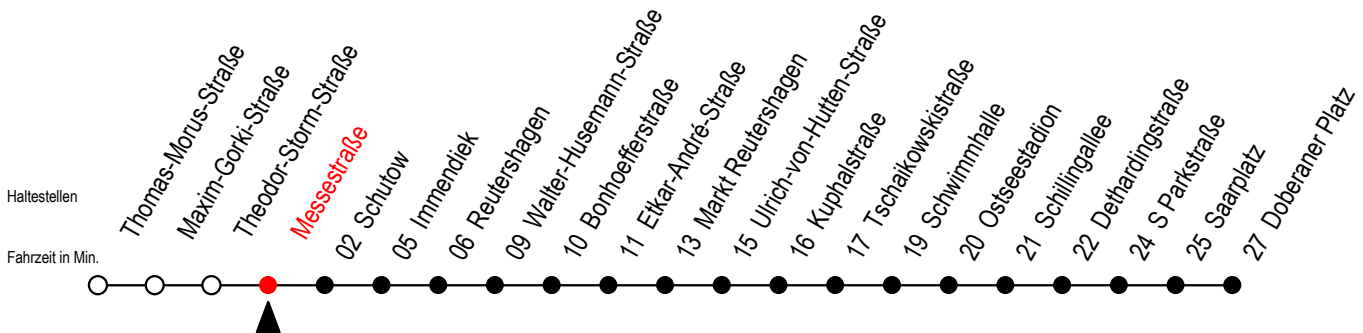 Haltestellen
Fahrzeit in Min.
Thomas-Morus-Straße
Maxim-Gorki-Straße
Theodor-Storm-Straße
Messestraße
02 Schutow
05 Immendiek
06 Reutershagen
09 Walter-Husemann-Straße
10 Bonhoefferstraße
11 Etkar-André-Straße
13 Markt Reutershagen
15 Ulrich-von-Hutten-Straße
16 Kuphalstraße
17 Tschaikowskistraße
19 Schwimmhalle
20 Ostseestadion
21 Schillingallee
22 Dethardingstraße
24 S Parkstraße
25 Saarplatz
27 Doberaner Platz